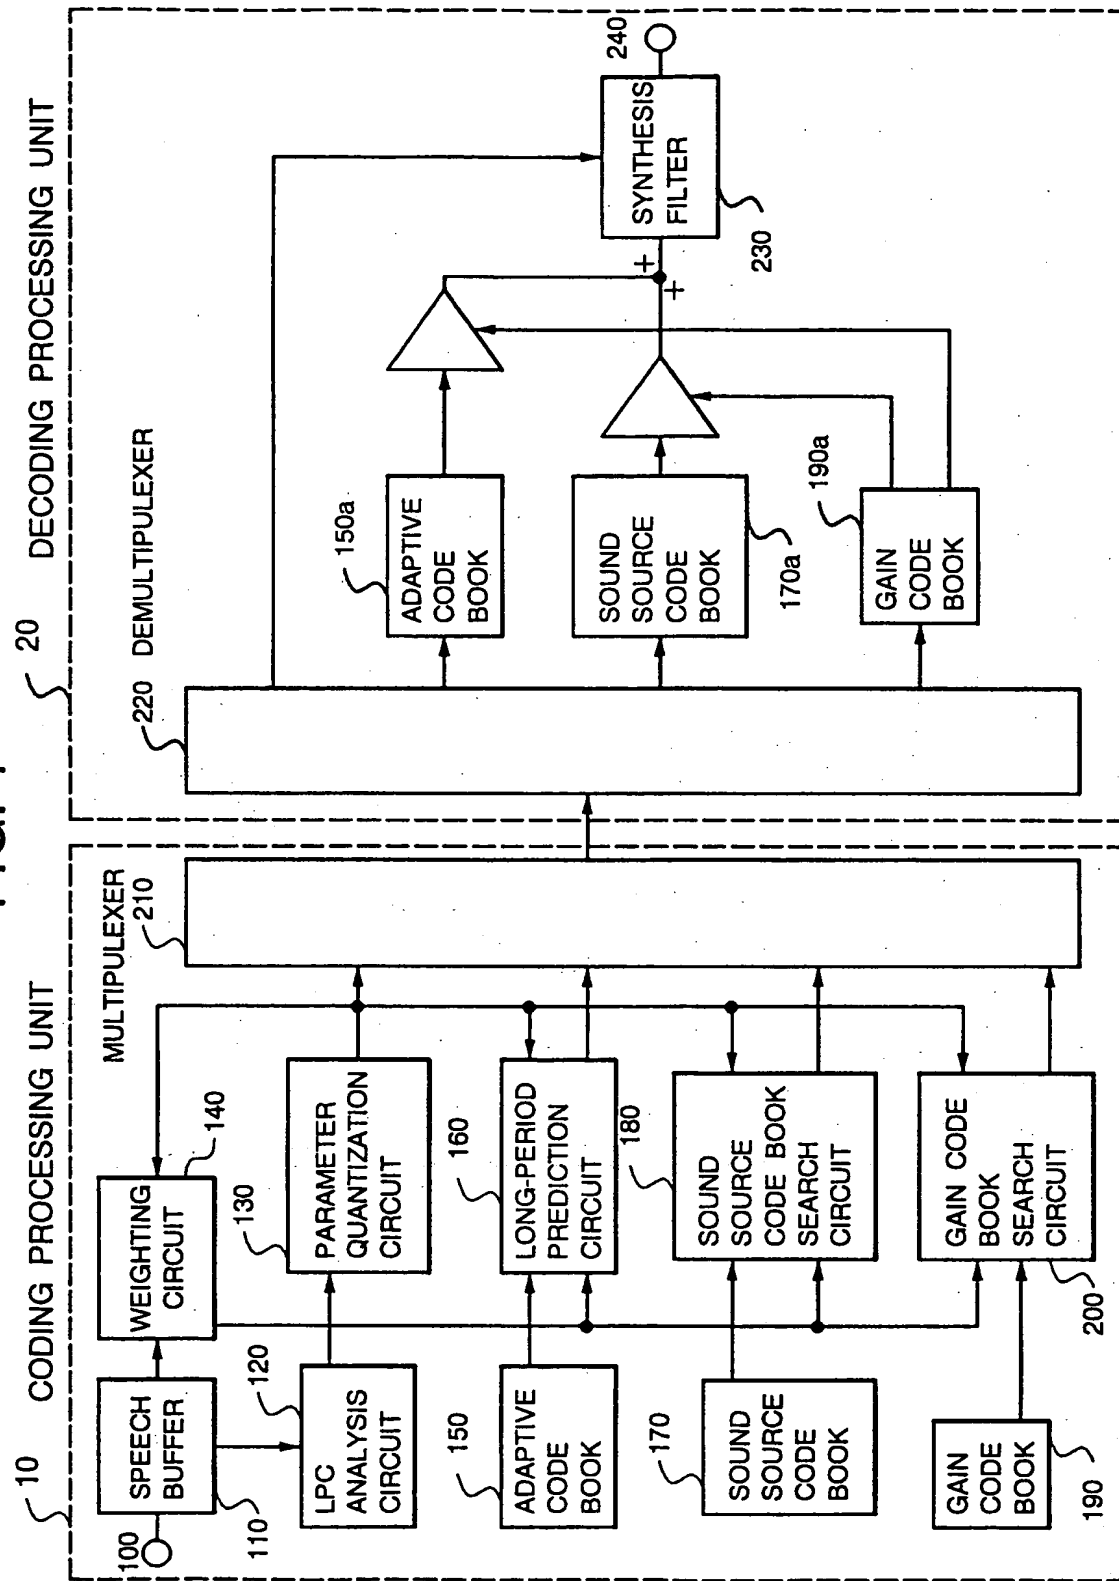 10 CODING PROCESSING UNIT
20 DECODING PROCESSING UNIT
100
SPEECH
BUFFER
110
WEIGHTING
CIRCUIT
140
MULTIPULEXER
210
220 DEMULTIPULEXER
LPC
ANALYSIS
CIRCUIT
120
PARAMETER
QUANTIZATION
CIRCUIT
130
ADAPTIVE
CODE
BOOK
150
LONG-PERIOD
PREDICTION
CIRCUIT
160
SOUND
SOURCE
CODE
BOOK
170
SOUND
SOURCE
CODE BOOK
SEARCH
CIRCUIT
180
GAIN
CODE
BOOK
190
GAIN CODE
BOOK
SEARCH
CIRCUIT
200
ADAPTIVE
CODE
BOOK
150a
SOUND
SOURCE
CODE
BOOK
170a
GAIN
CODE
BOOK
190a
+
+
SYNTHESIS
FILTER
230
240